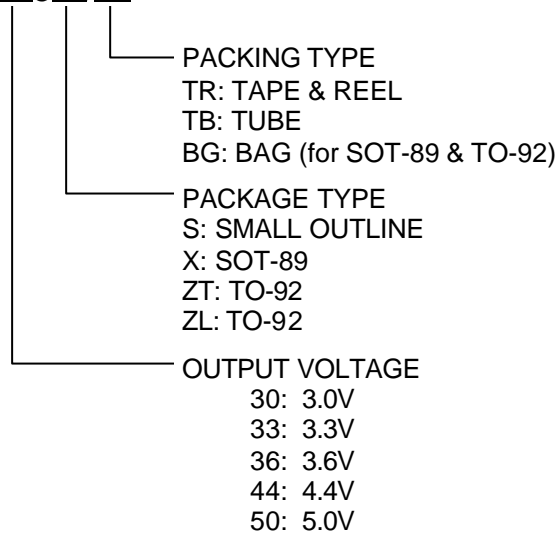 PACKING TYPE
TR: TAPE & REEL
TB: TUBE
BG: BAG (for SOT-89 & TO-92)
PACKAGE TYPE
S: SMALL OUTLINE
X: SOT-89
ZT: TO-92
ZL: TO-92
OUTPUT VOLTAGE
30: 3.0V
33: 3.3V
36: 3.6V
44: 4.4V
50: 5.0V